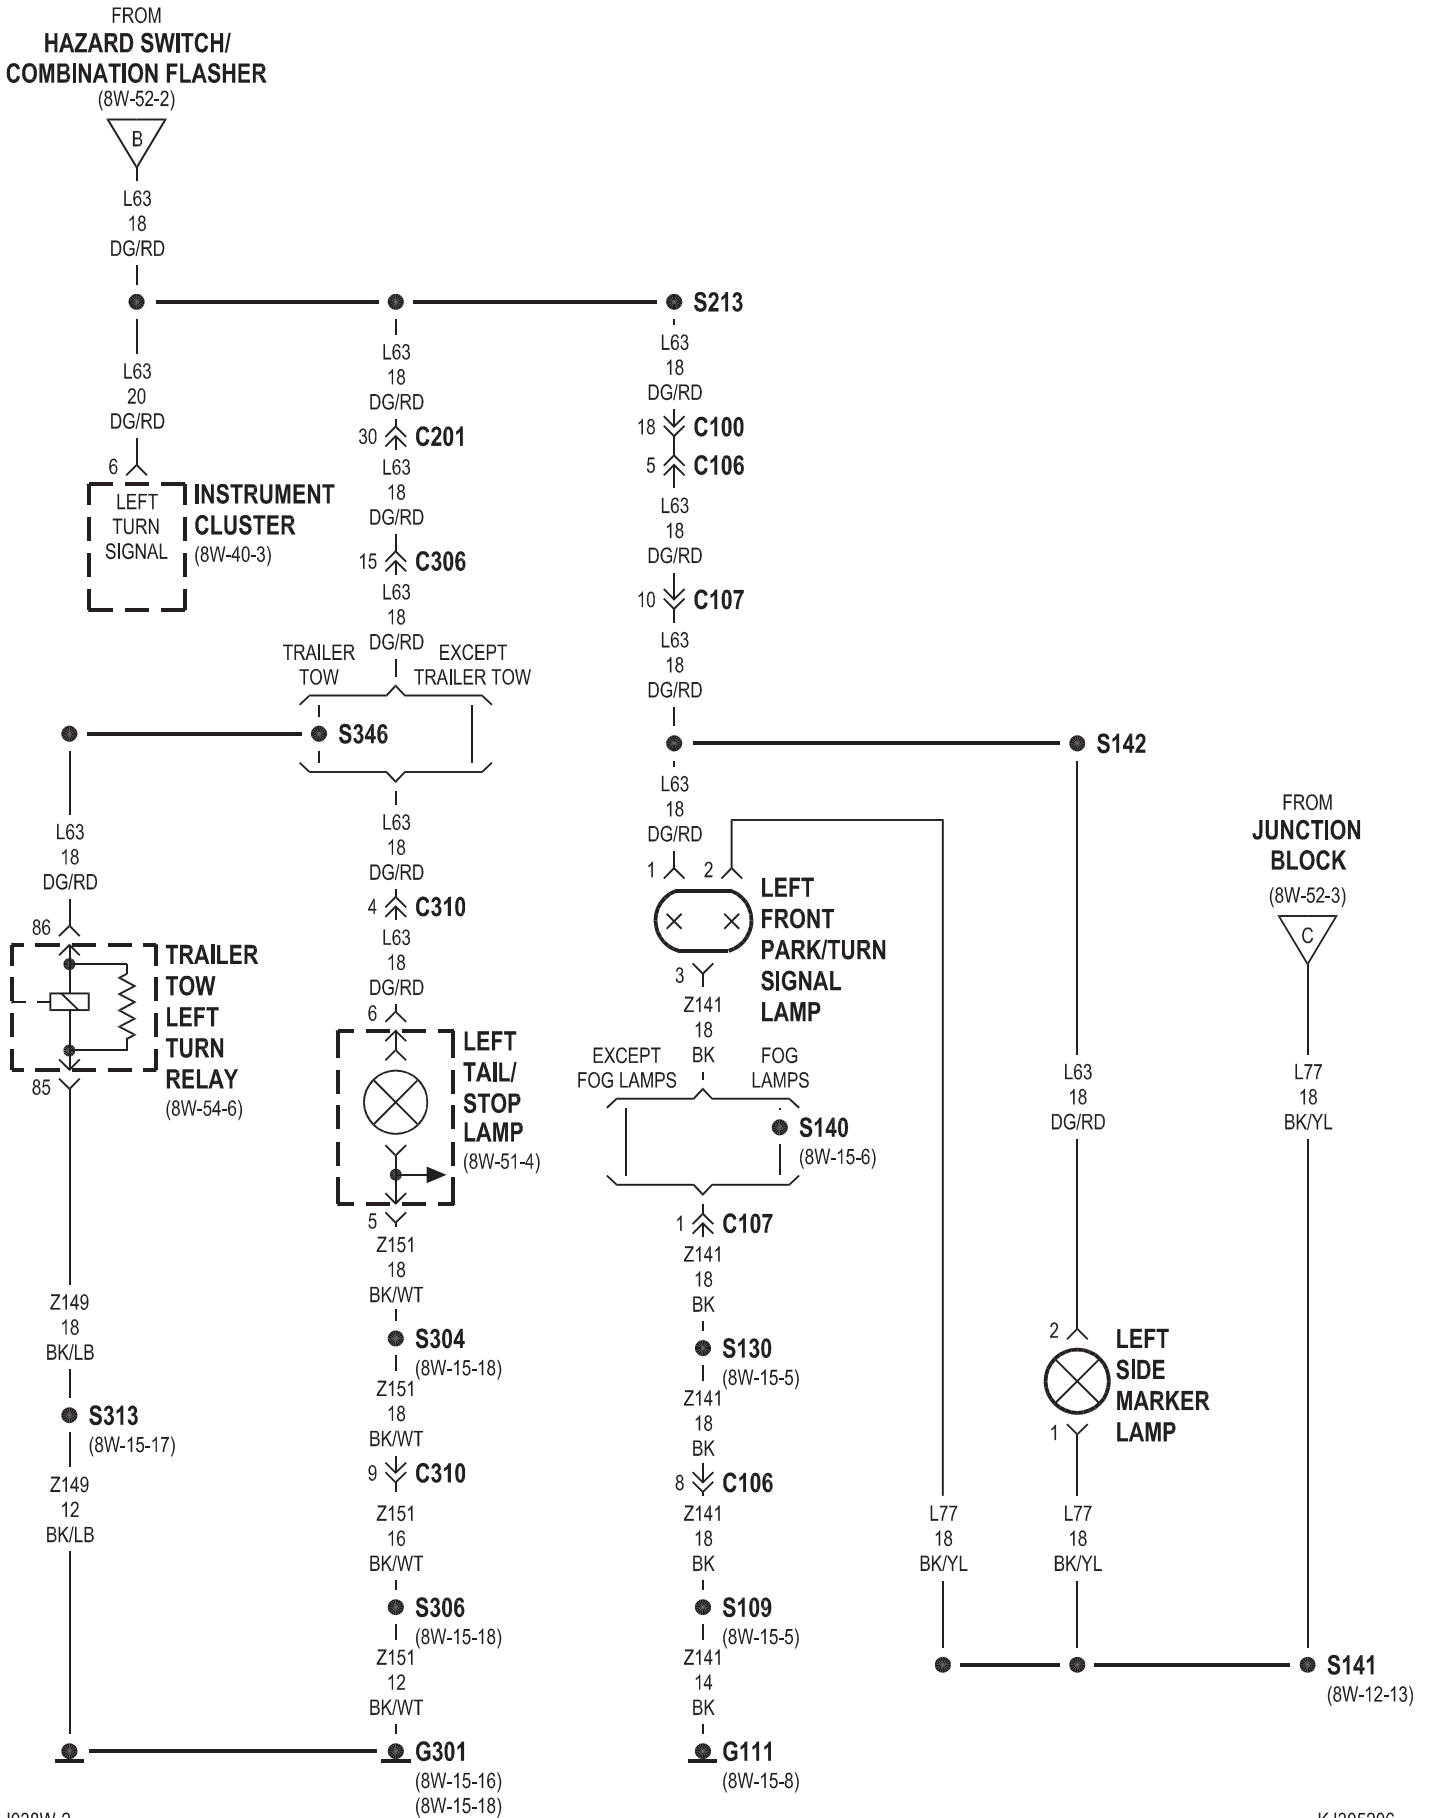 FROM
HAZARD SWITCH/
COMBINATION FLASHER
(8W-52-2)
B
L63
18
DG/RD
S213
L63
20
DG/RD
6
LEFT
TURN
SIGNAL
INSTRUMENT
CLUSTER
(8W-40-3)
L63
18
DG/RD
30 C201
L63
18
DG/RD
15 C306
L63
18
DG/RD
TRAILER
TOW
EXCEPT
TRAILER TOW
S346
L63
18
DG/RD
86
TRAILER
TOW
LEFT
TURN
RELAY
(8W-54-6)
85
Z149
18
BK/LB
S313
(8W-15-17)
Z149
12
BK/LB
L63
18
DG/RD
4 C310
L63
18
DG/RD
6
LEFT
TAIL/
STOP
LAMP
(8W-51-4)
5
Z151
18
BK/WT
S304
(8W-15-18)
Z151
18
BK/WT
9 C310
Z151
16
BK/WT
S306
(8W-15-18)
Z151
12
BK/WT
G301
(8W-15-16)
(8W-15-18)
L63
18
DG/RD
18 C100
5 C106
L63
18
DG/RD
10 C107
L63
18
DG/RD
S142
L63
18
DG/RD
1 2
LEFT
FRONT
PARK/TURN
SIGNAL
LAMP
3
Z141
18
BK
EXCEPT
FOG LAMPS
FOG
LAMPS
S140
(8W-15-6)
1 C107
Z141
18
BK
S130
(8W-15-5)
Z141
18
BK
8 C106
Z141
18
BK
S109
(8W-15-5)
Z141
14
BK
G111
(8W-15-8)
L77
18
BK/YL
L63
18
DG/RD
2
LEFT
SIDE
MARKER
LAMP
1
L77
18
BK/YL
FROM
JUNCTION
BLOCK
(8W-52-3)
C
L77
18
BK/YL
S141
(8W-12-13)